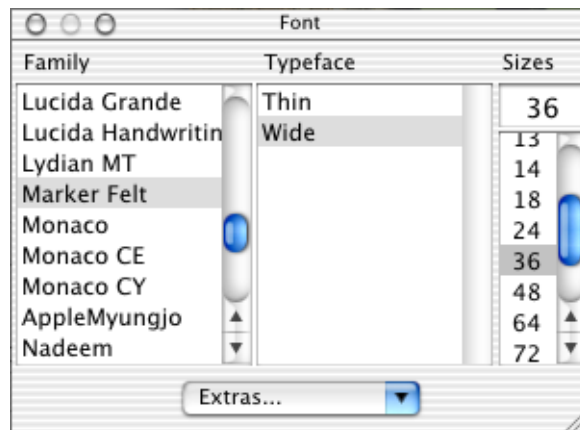 Font
Family
Typeface
Sizes
Lucida Grande
Lucida Handwritin
Lydian MT
Marker Felt
Monaco
Monaco CE
Monaco CY
AppleMyungjo
Nadeem
Thin
Wide
36
13
14
18
24
36
48
64
72
Extras...